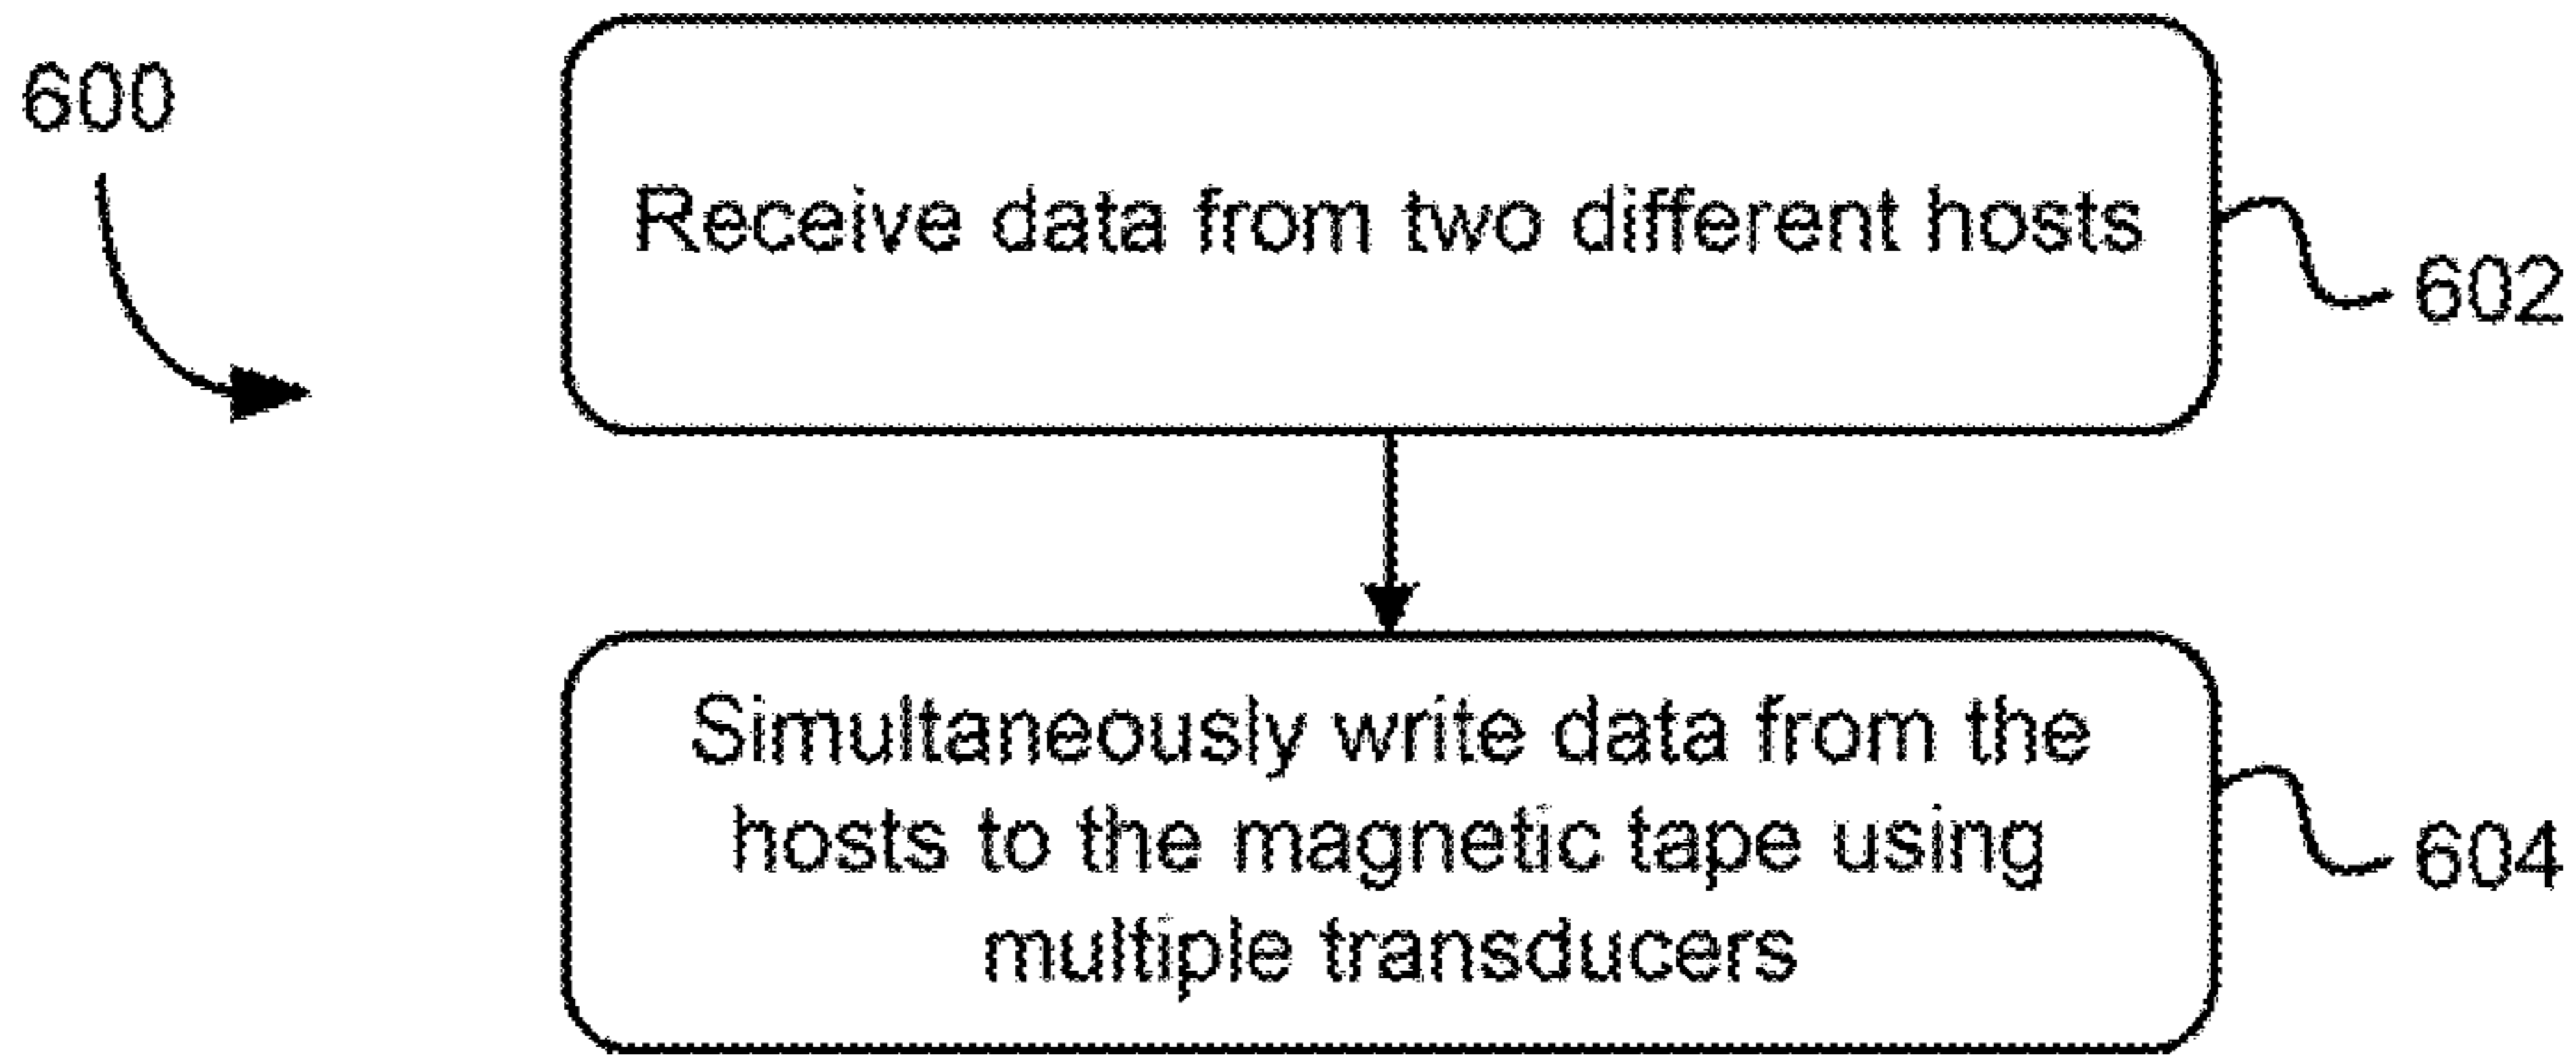 600
Receive data from two different hosts
602
Simultaneously write data from the
hosts to the magnetic tape using
multiple transducers
604